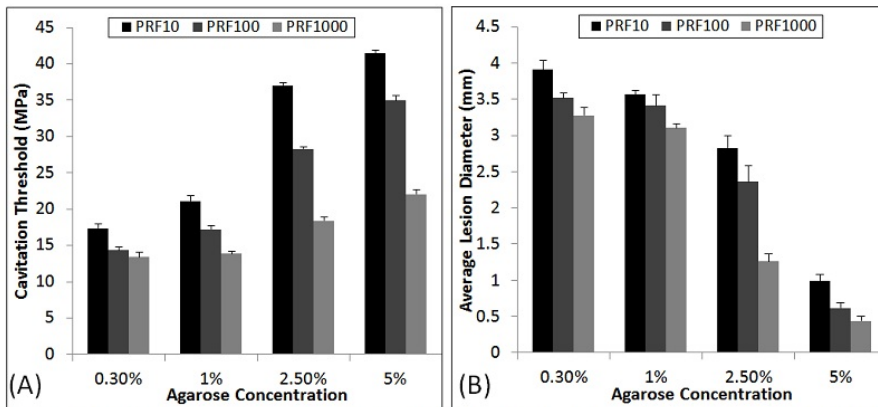 PRF10 PRF100 PRF1000
Cavitation Threshold (MPa)
45
40
35
30
25
20
15
10
5
0
0.30% 1% 2.50% 5%
Agarose Concentration
(A)
PRF10 PRF100 PRF1000
Average Lesion Diameter (mm)
4.5
4
3.5
3
2.5
2
1.5
1
0.5
0
0.30% 1% 2.50% 5%
Agarose Concentration
(B)